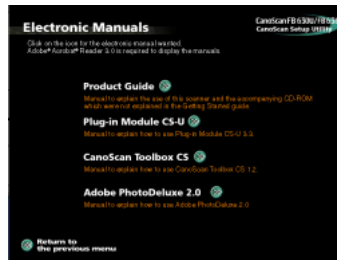 Electronic Manuals
CanoScan FB 630U/
CanoScan Setup Utility
Click on the icon for the electronic manual wanted.
Adobe® Acrobat® Reader 3.0 is required to display the manuals.
Product Guide
Manual to explain the use of this scanner and the accompanying CD-ROM
which were not explained in the Getting Started guide.
Plug-in Module CS-U
Manual to explain how to use Plug-in Module CS-U 3.3.
CanoScan Toolbox CS
Manual to explain how to use CanoScan Toolbox CS 1.2.
Adobe PhotoDeluxe 2.0
Manual to explain how to use Adobe PhotoDeluxe 2.0
Return to
the previous menu